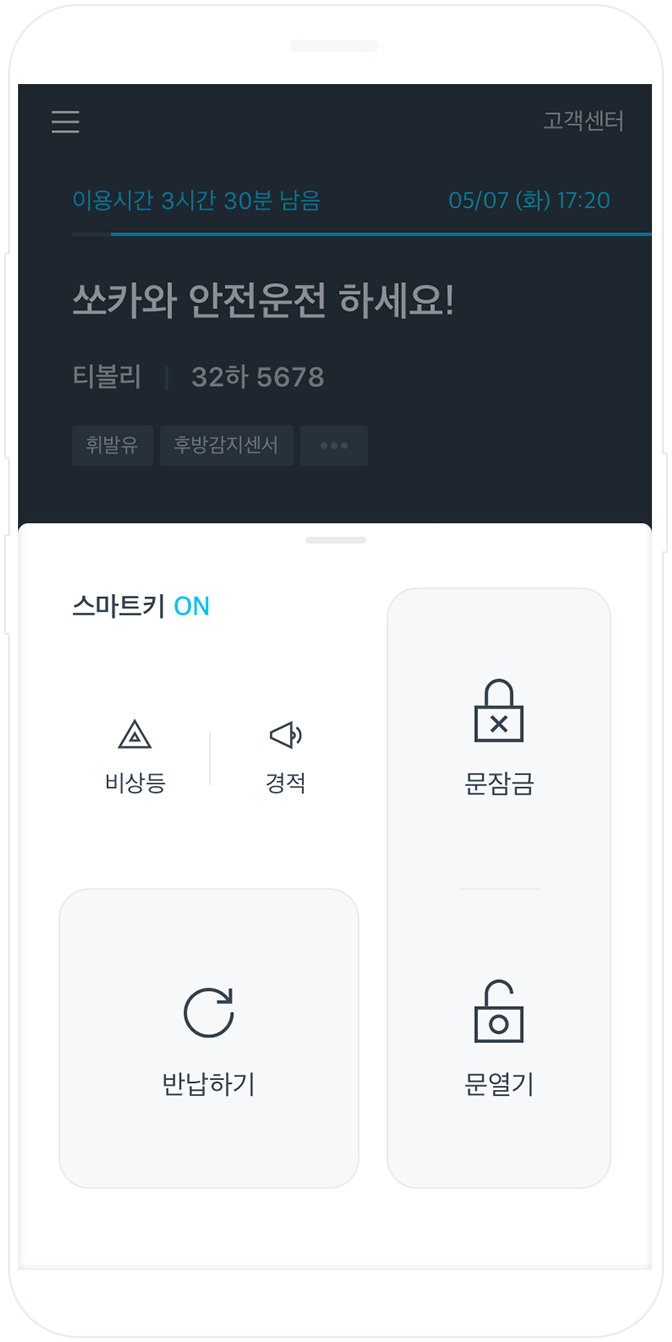 고객센터
이용시간 3시간 30분 남음 05/07 (화) 17:20
쏘카와 안전운전 하세요!
티볼리 | 32하 5678
휘발유 후방감지센서 •••
스마트키 ON
비상등 경적
문잠금
반납하기
문열기